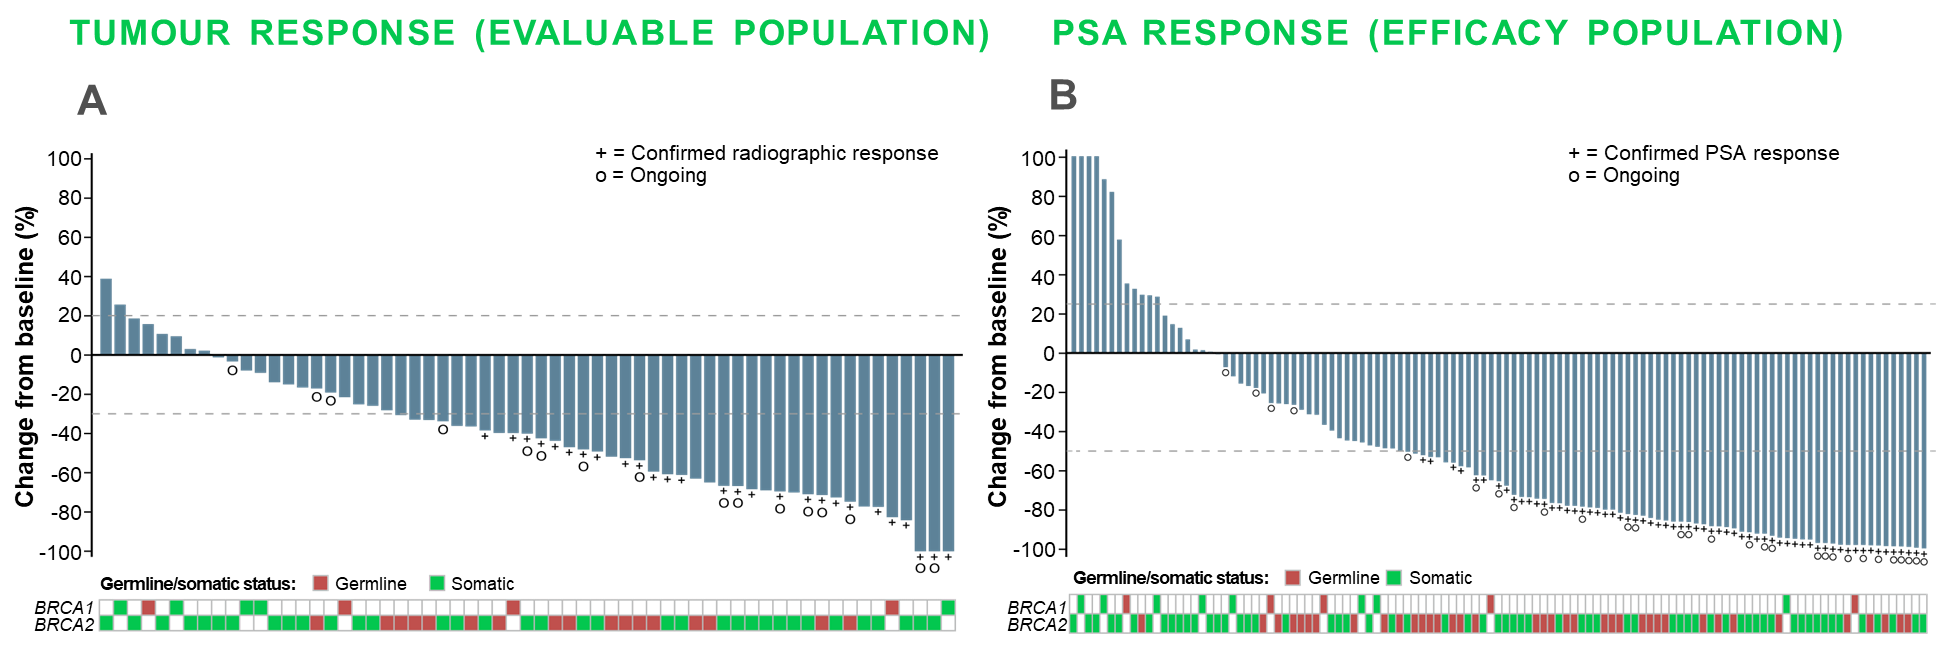 TUMOUR RESPONSE (EVALUABLE POPULATION)
A
+ = Confirmed radiographic response
o = Ongoing
Change from baseline (%)
100
80
60
40
20
0
-20
-40
-60
-80
-100
Germline/somatic status: Germline Somatic
BRCA1
BRCA2
PSA RESPONSE (EFFICACY POPULATION)
B
+ = Confirmed PSA response
o = Ongoing
Change from baseline (%)
100
80
60
40
20
0
-20
-40
-60
-80
-100
Germline/somatic status: Germline Somatic
BRCA1
BRCA2